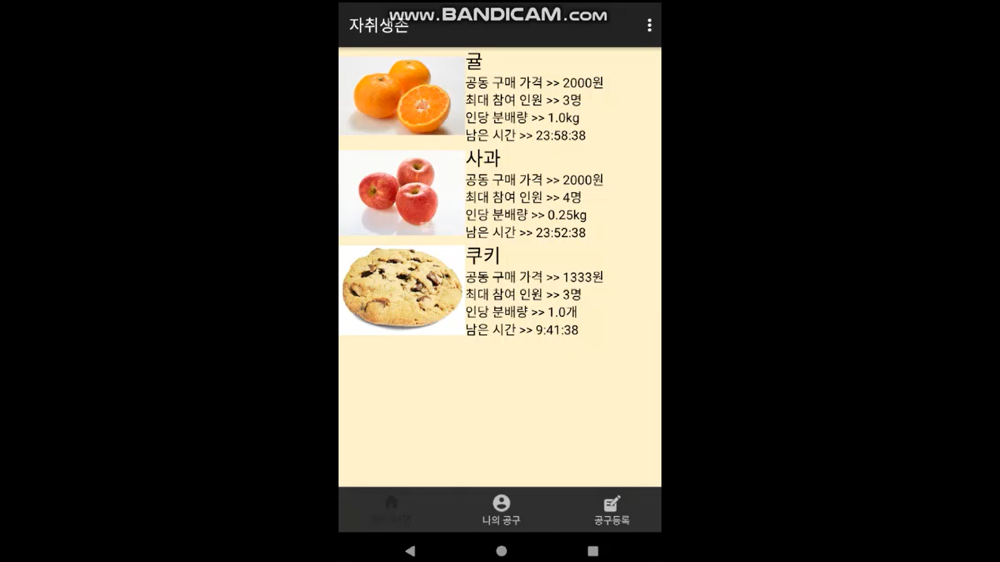 www.BANDICAM.com
자취생존
귤
공동 구매 가격 >> 2000원
최대 참여 인원 >> 3명
인당 분배량 >> 1.0kg
남은 시간 >> 23:58:38
사과
공동 구매 가격 >> 2000원
최대 참여 인원 >> 4명
인당 분배량 >> 0.25kg
남은 시간 >> 23:52:38
쿠키
공동 구매 가격 >> 1333원
최대 참여 인원 >> 3명
인당 분배량 >> 1.0개
남은 시간 >> 9:41:38
나의 공구
공구등록